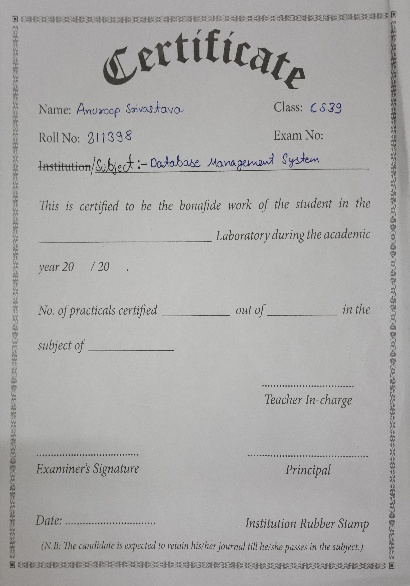 Certificate
Name: Anuroop Srivastava Class: CS39
Roll No: 211398 Exam No:
Institution/Subject :- Database Management System
This is certified to be the bonafide work of the student in the
____________________ Laboratory during the academic
year 20 / 20 .
No. of practicals certified __________ out of __________ in the
subject of ____________
Teacher In-charge
Examiner's Signature Principal
Date: .............................. Institution Rubber Stamp
(N.B: The candidate is expected to retain his/her journal till he/she passes in the subject.)